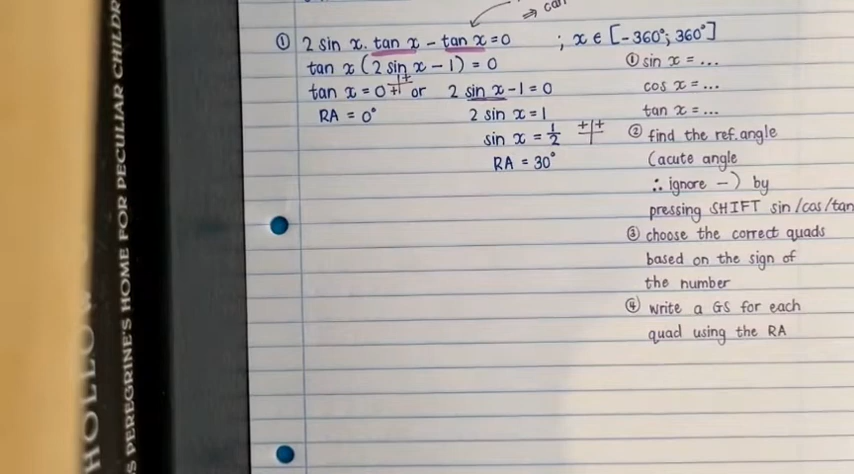 ⇒ can
① 2 sin x. tan x - tan x = 0 ; x ∈ [-360°; 360°]
tan x (2 sin x - 1) = 0
tan x = 0 or 2 sin x - 1 = 0
RA = 0° 2 sin x = 1
sin x = 1/2
RA = 30°
① sin x = ...
cos x = ...
tan x = ...
② find the ref. angle
(acute angle
∴ ignore -) by
pressing SHIFT sin/cos/tan
③ choose the correct quads
based on the sign of
the number
④ write a GS for each
quad using the RA
HOLLOW
S PEREGRINE'S HOME FOR PECULIAR CHILDR